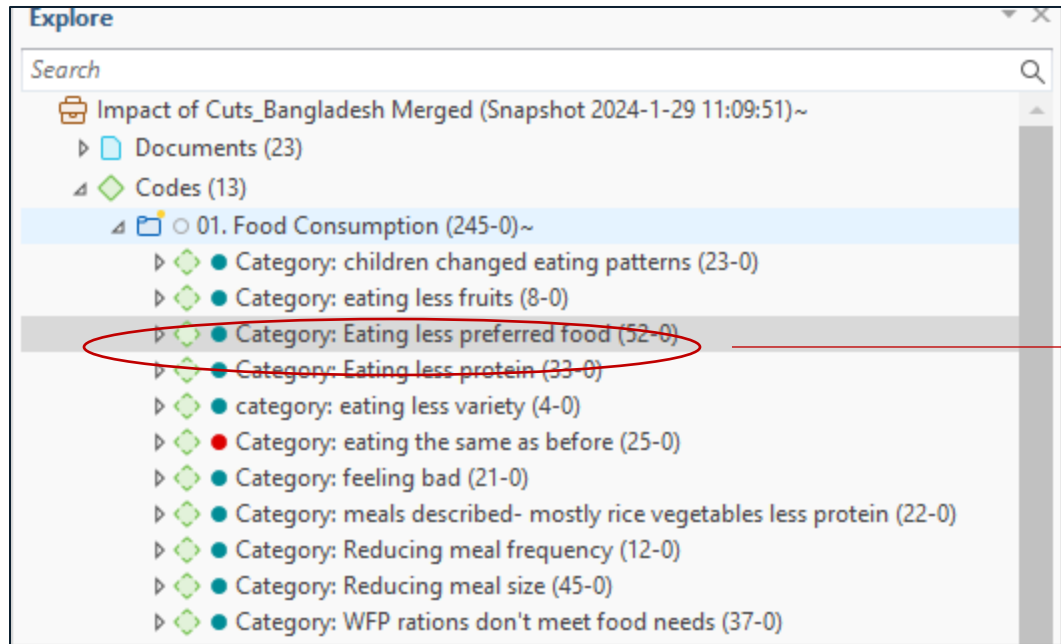 Explore
Search
Impact of Cuts_Bangladesh Merged (Snapshot 2024-1-29 11:09:51)~
Documents (23)
Codes (13)
01. Food Consumption (245-0)~
Category: children changed eating patterns (23-0)
Category: eating less fruits (8-0)
Category: Eating less preferred food (52-0)
Category: Eating less protein (33-0)
category: eating less variety (4-0)
Category: eating the same as before (25-0)
Category: feeling bad (21-0)
Category: meals described- mostly rice vegetables less protein (22-0)
Category: Reducing meal frequency (12-0)
Category: Reducing meal size (45-0)
Category: WFP rations don't meet food needs (37-0)